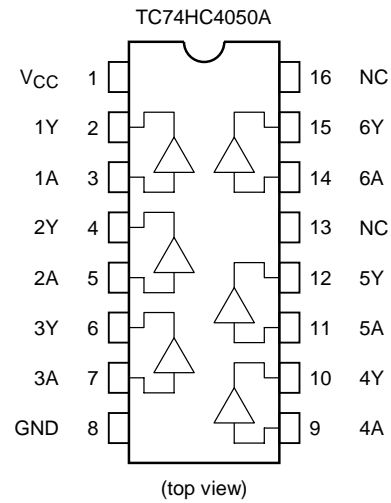 TC74HC4050A
VCC 1 16 NC
1Y 2 15 6Y
1A 3 14 6A
2Y 4 13 NC
2A 5 12 5Y
3Y 6 11 5A
3A 7 10 4Y
GND 8 9 4A
(top view)